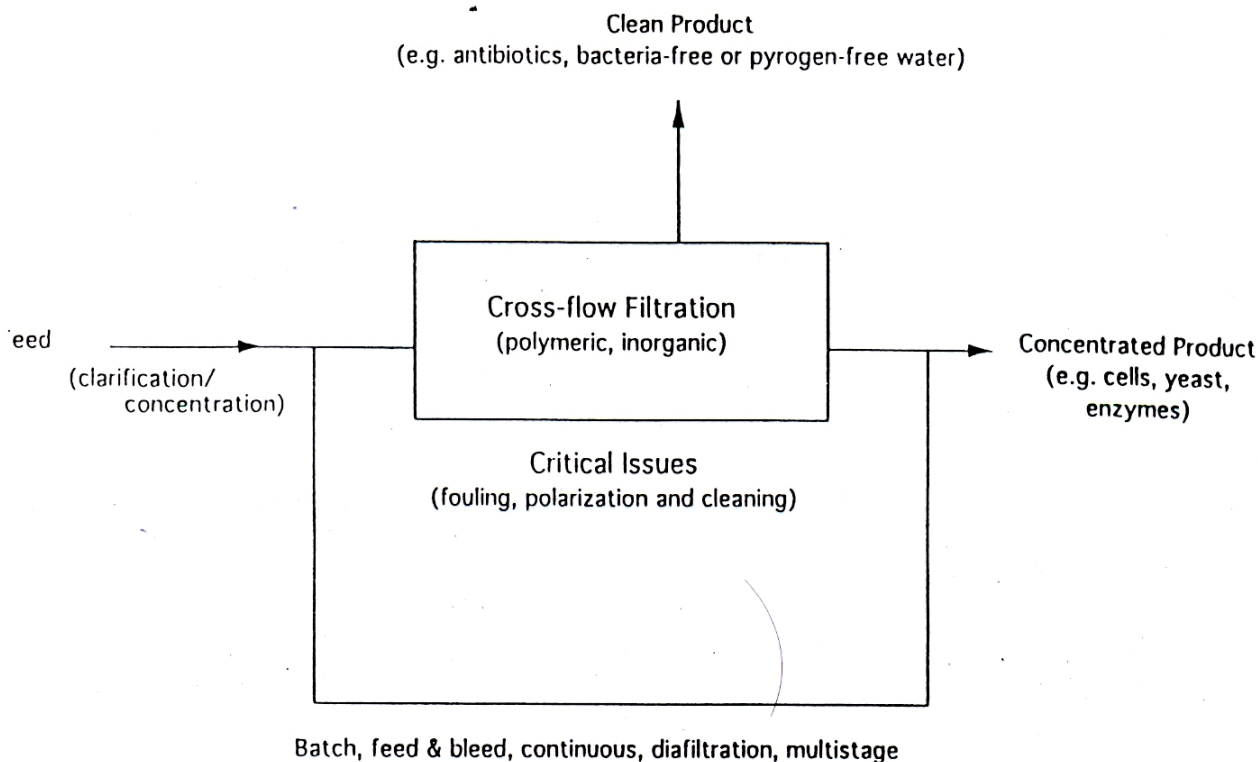 Clean Product
(e.g. antibiotics, bacteria-free or pyrogen-free water)
Cross-flow Filtration
(polymeric, inorganic)
eed
(clarification/
concentration)
Concentrated Product
(e.g. cells, yeast,
enzymes)
Critical Issues
(fouling, polarization and cleaning)
Batch, feed & bleed, continuous, diafiltration, multistage